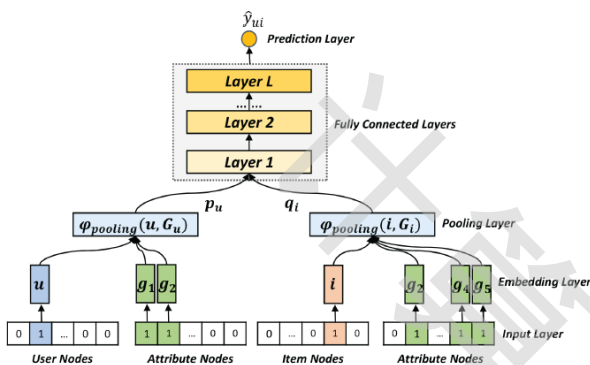 ŷui
Prediction Layer
Layer L
... ...
Layer 2
Fully Connected Layers
Layer 1
pu qi
φpooling(u, Gu) φpooling(i, Gi) Pooling Layer
u g1 g2 i g2 g4 g5 Embedding Layer
0 1 ... 0 0 1 1 ... 0 0 0 0 ... 1 0 0 1 ... 1 1 Input Layer
User Nodes Attribute Nodes Item Nodes Attribute Nodes